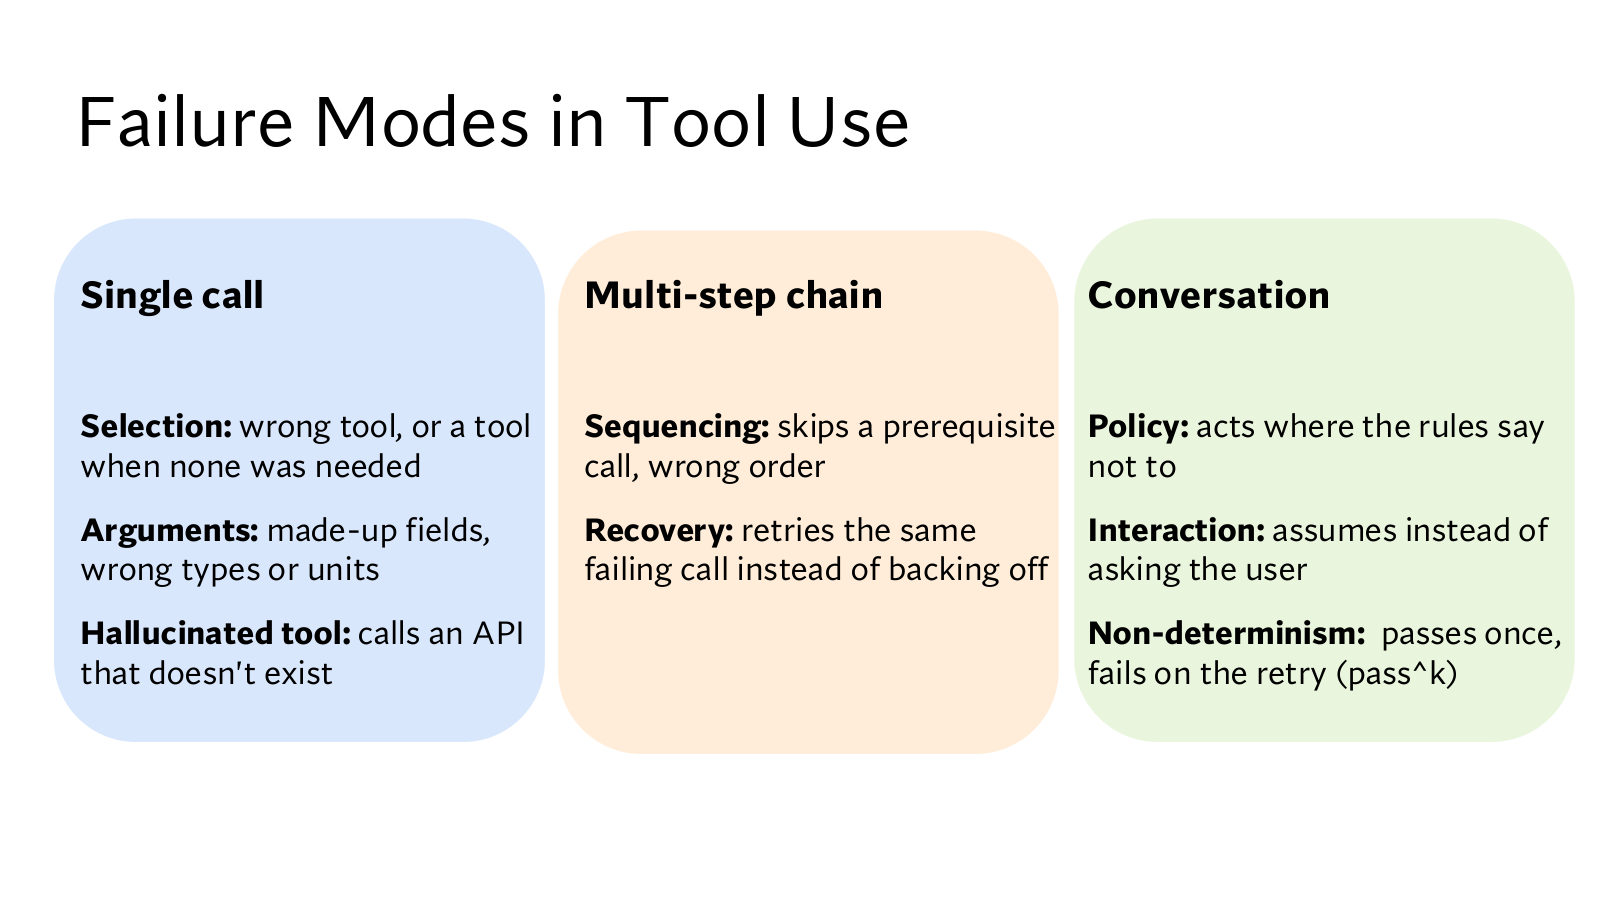 Failure Modes in Tool Use
Single call
Selection: wrong tool, or a tool
when none was needed
Arguments: made-up fields,
wrong types or units
Hallucinated tool: calls an API
that doesn't exist
Multi-step chain
Sequencing: skips a prerequisite
call, wrong order
Recovery: retries the same
failing call instead of backing off
Conversation
Policy: acts where the rules say
not to
Interaction: assumes instead of
asking the user
Non-determinism:  passes once,
fails on the retry (pass^k)